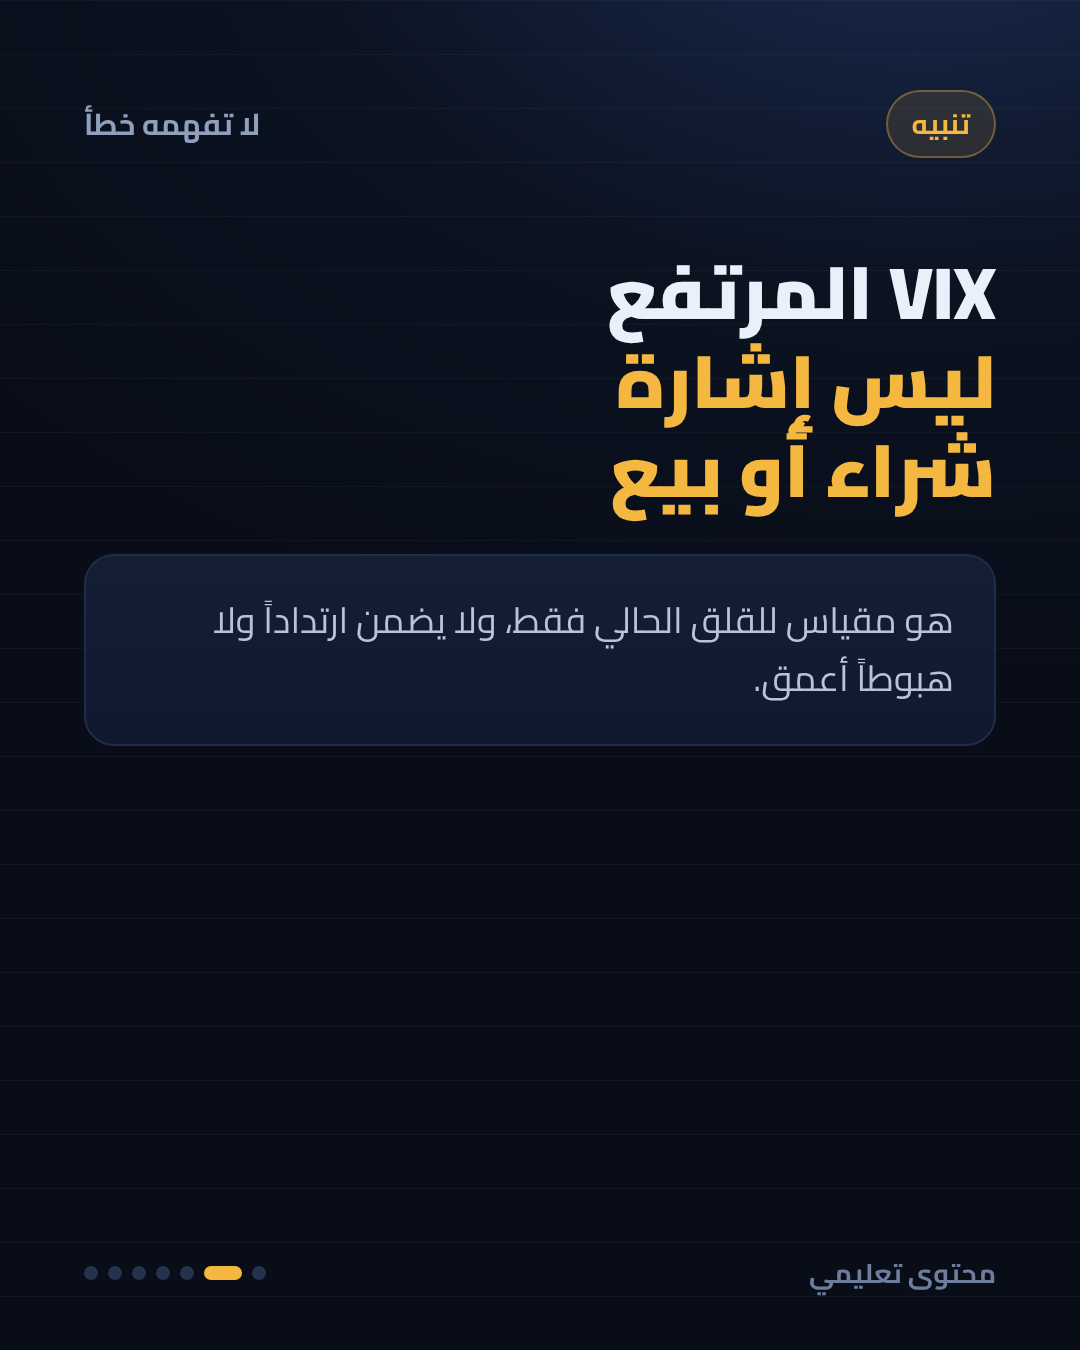 تنبيه
لا تفهمه خطأ
VIX المرتفع
ليس إشارة
شراء أو بيع
هو مقياس للقلق الحالي فقط، ولا يضمن ارتداداً ولا
هبوطاً أعمق.
محتوى تعليمي